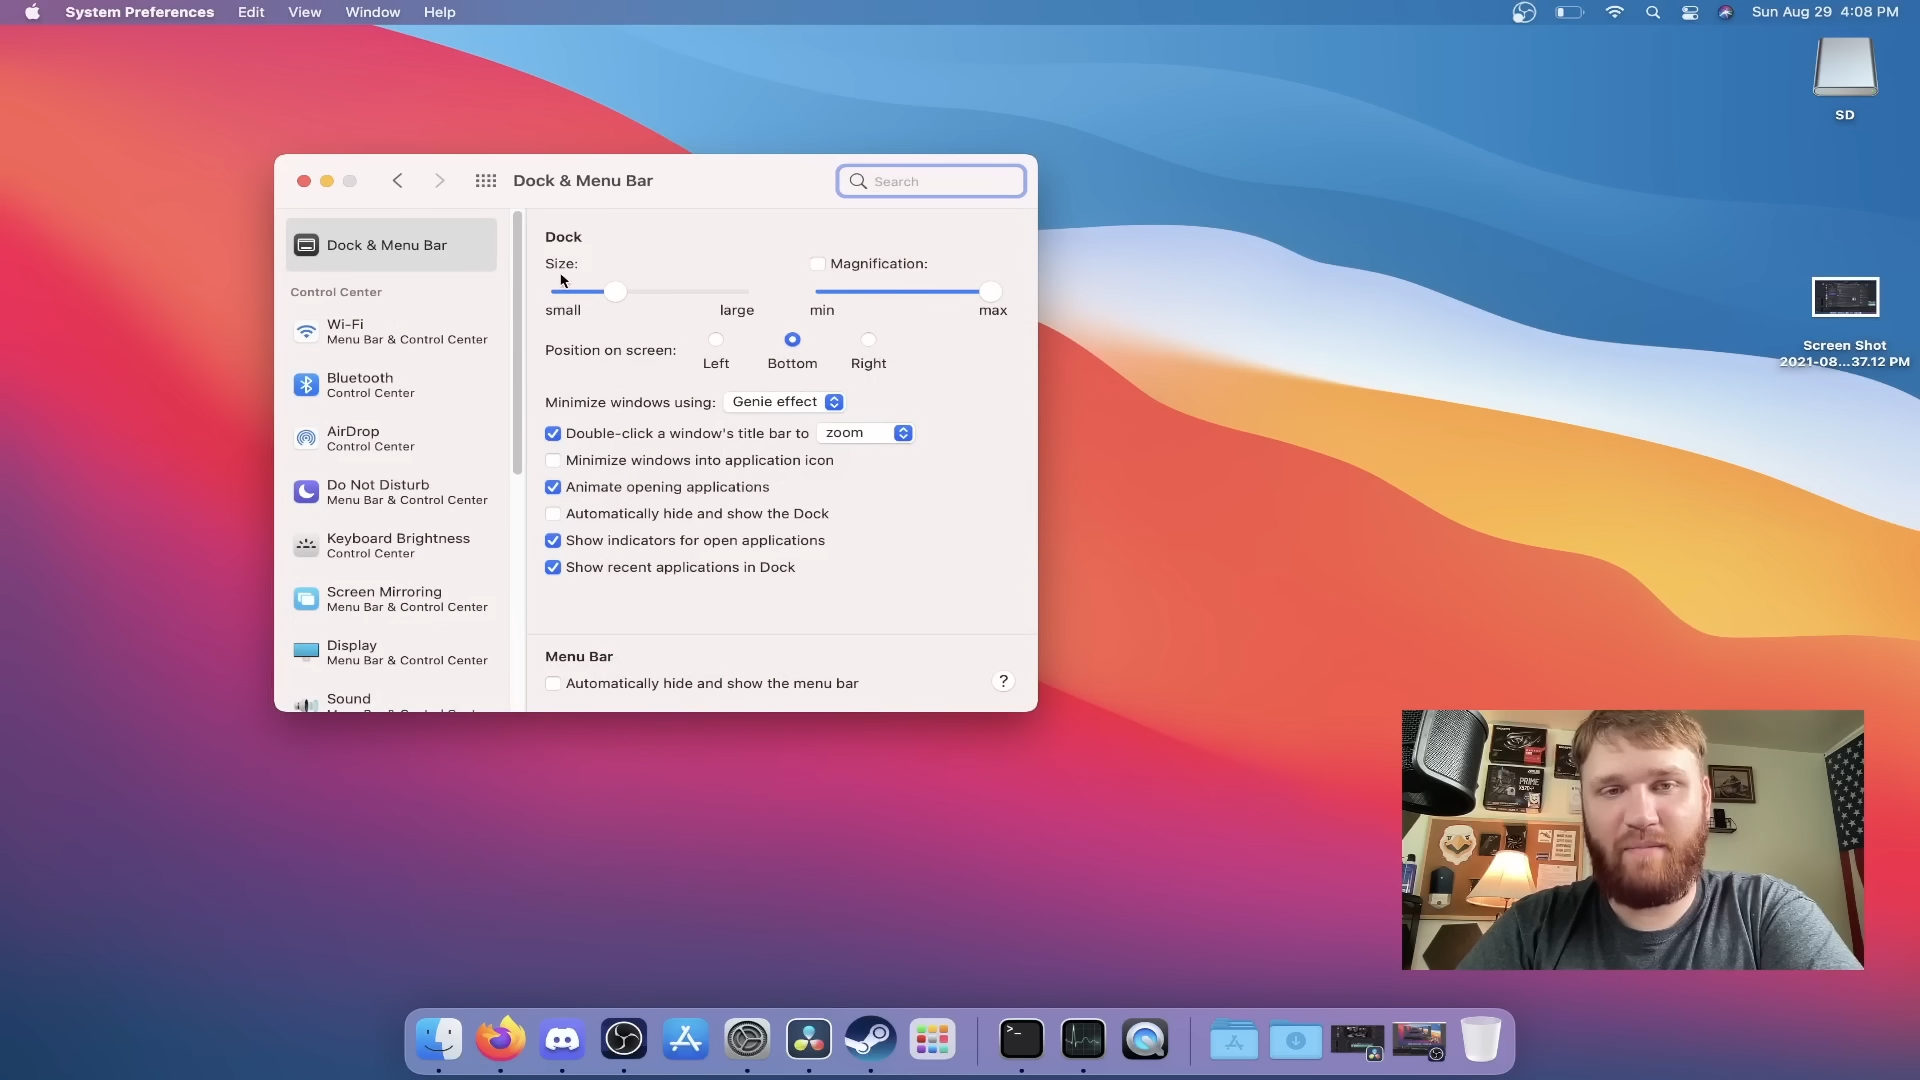 System Preferences Edit View Window Help
Sun Aug 29 4:08 PM
SD
Dock & Menu Bar
Search
Dock & Menu Bar
Control Center
Wi-Fi
Menu Bar & Control Center
Bluetooth
Control Center
AirDrop
Control Center
Do Not Disturb
Menu Bar & Control Center
Keyboard Brightness
Control Center
Screen Mirroring
Menu Bar & Control Center
Display
Menu Bar & Control Center
Sound
Dock
Size:
small large
Magnification:
min max
Position on screen:
Left Bottom Right
Minimize windows using: Genie effect
Double-click a window's title bar to zoom
Minimize windows into application icon
Animate opening applications
Automatically hide and show the Dock
Show indicators for open applications
Show recent applications in Dock
Menu Bar
Automatically hide and show the menu bar
?
Screen Shot
2021-08...37.12 PM
PRIME
>_